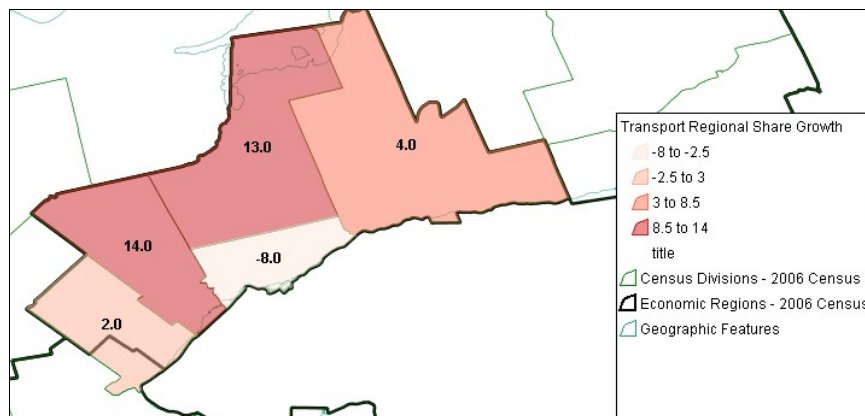 13.0
4.0
14.0
-8.0
2.0
Transport Regional Share Growth
-8 to -2.5
-2.5 to 3
3 to 8.5
8.5 to 14
title
Census Divisions - 2006 Census
Economic Regions - 2006 Census
Geographic Features